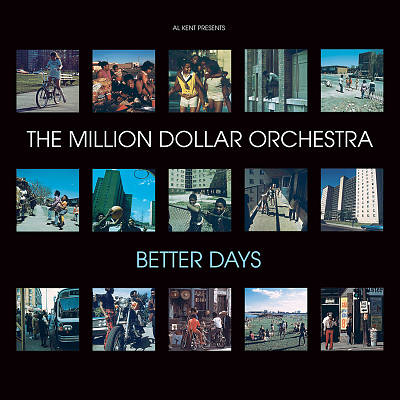 AL KENT PRESENTS
THE MILLION DOLLAR ORCHESTRA
BETTER DAYS